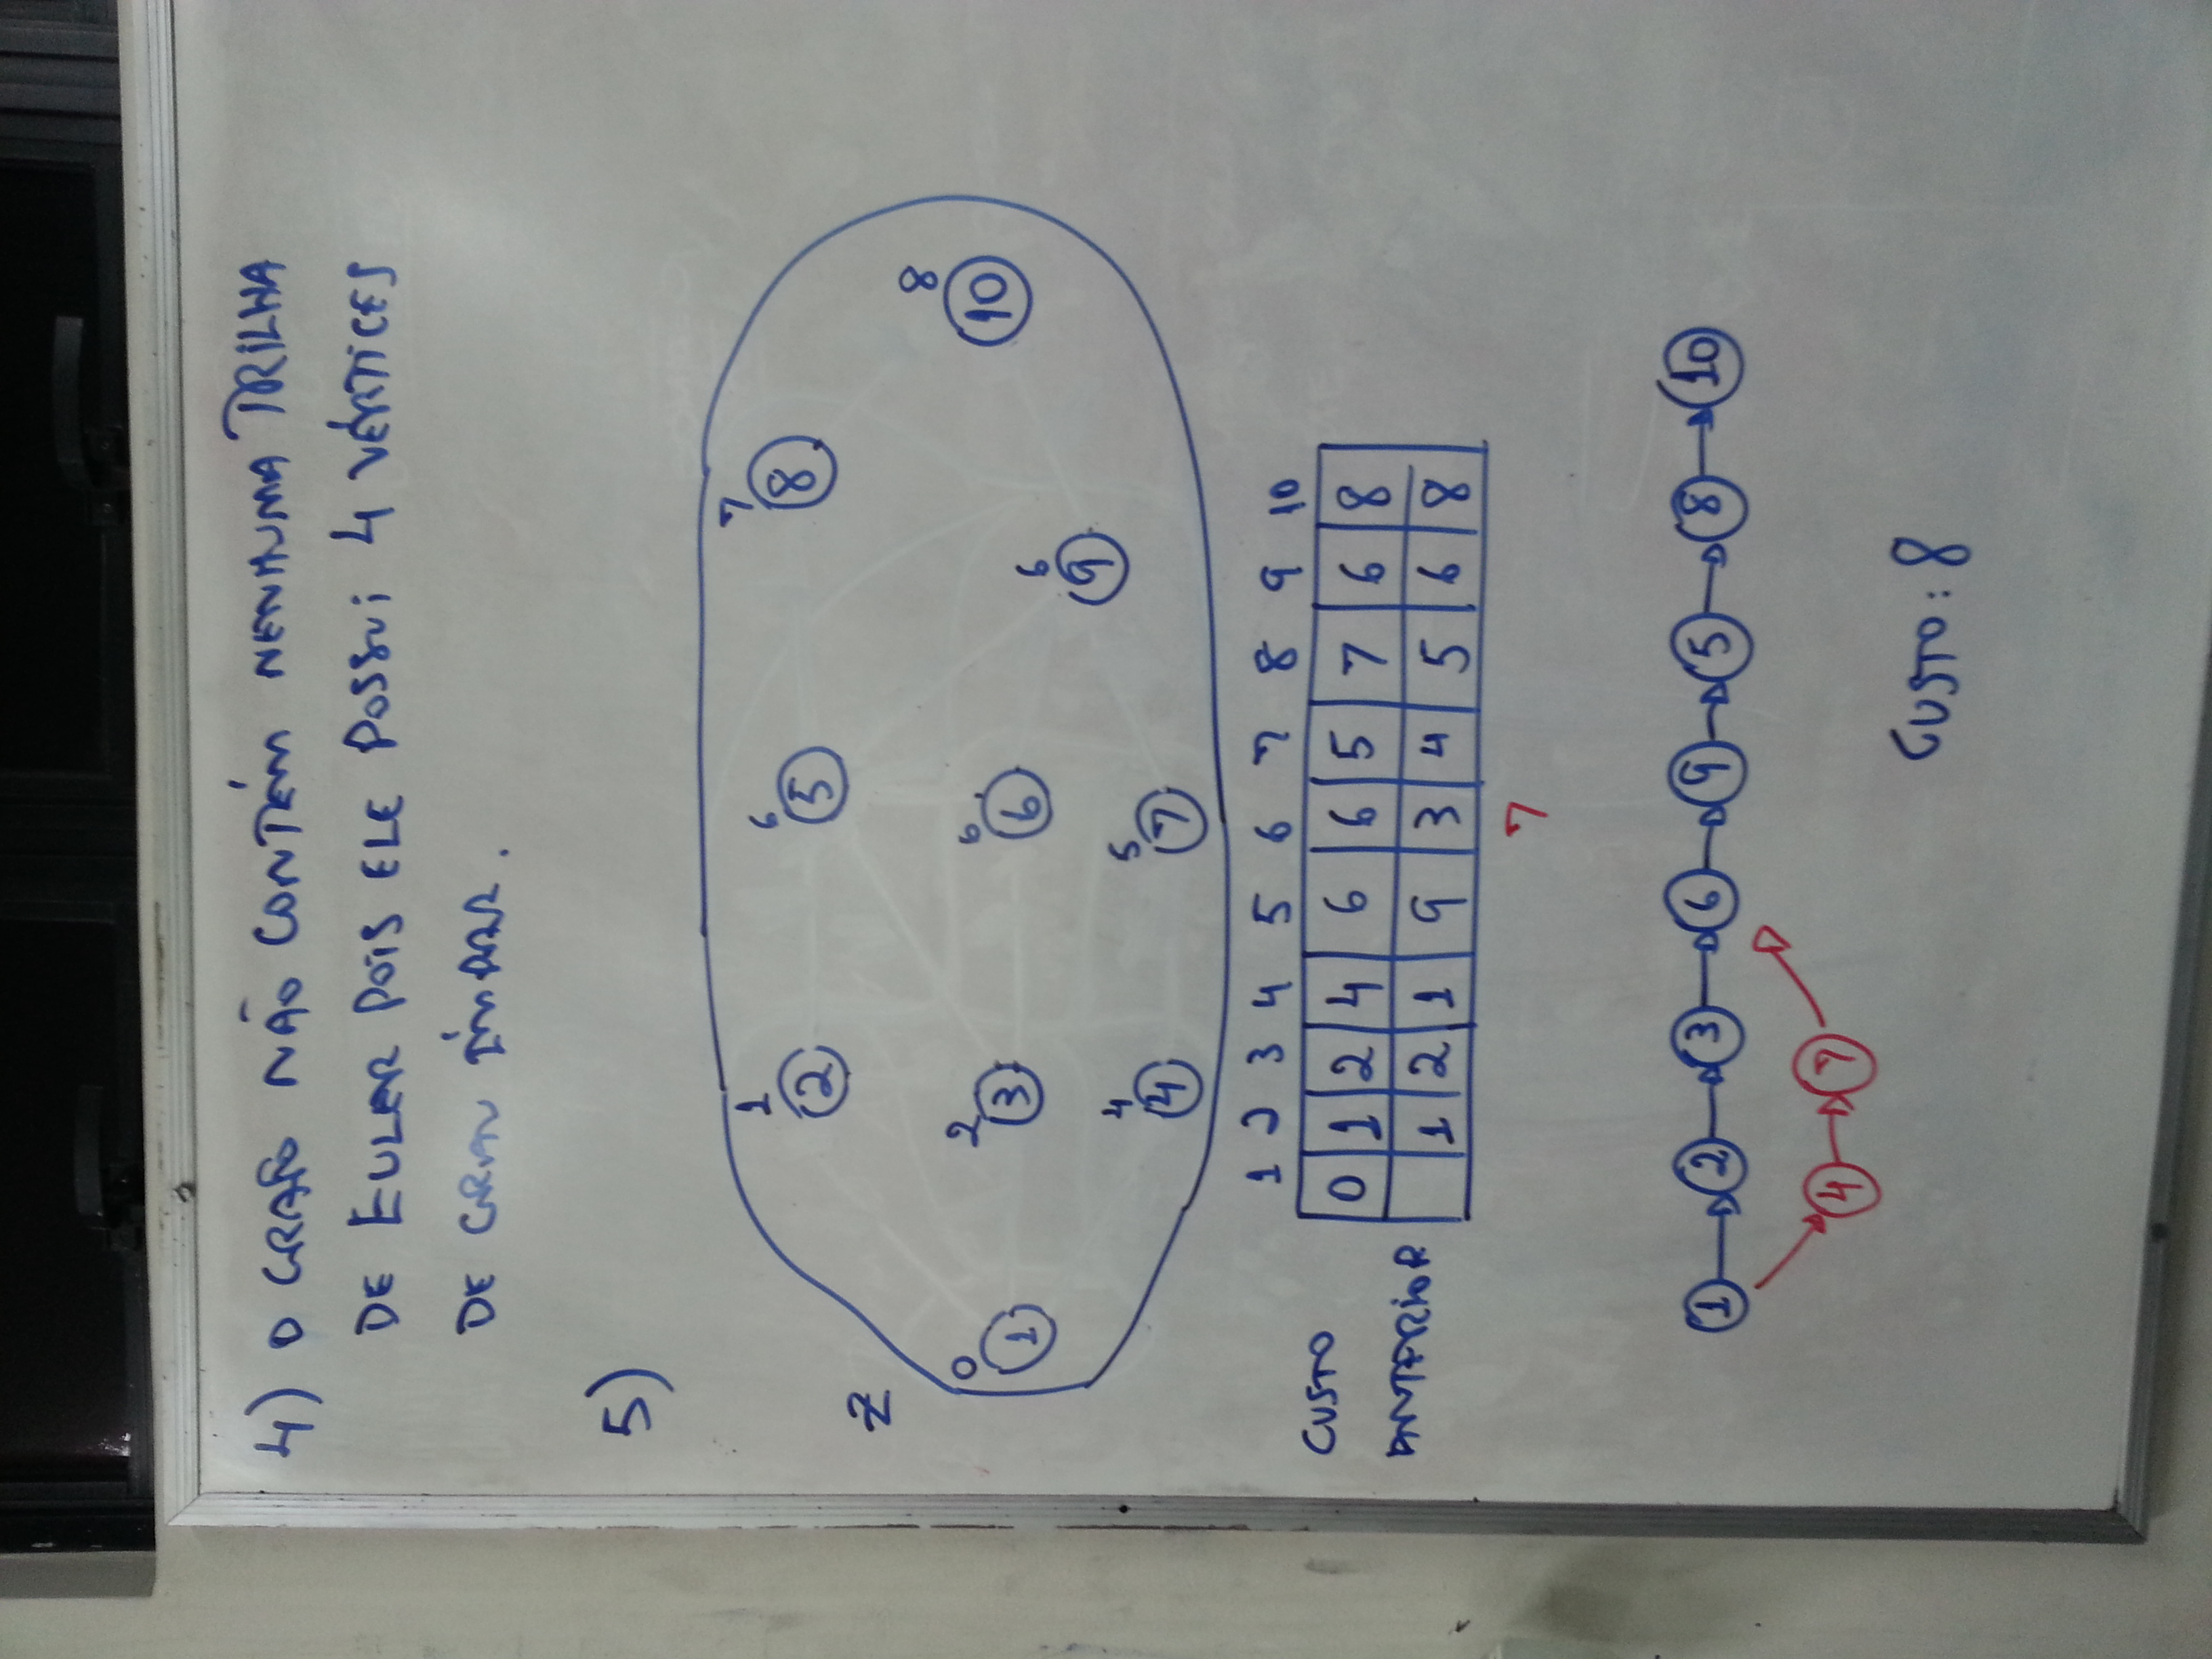 4) O GRAFO NÃO CONTÉM NENHUMA TRILHA
DE EULER POIS ELE POSSUI 4 VÉRTICES
DE GRAU ÍMPAR.
5)
1 6 7
2 5 8
Z
0 2 6 8
1 3 6 10
6
9
4 5
4 7
1 2 3 4 5 6 7 8 9 10
CUSTO 0 1 2 4 6 6 5 7 6 8
ANTERIOR 1 2 1 9 3 4 5 6 8
7
1 2 3 6 9 5 8 10
4 7
CUSTO: 8